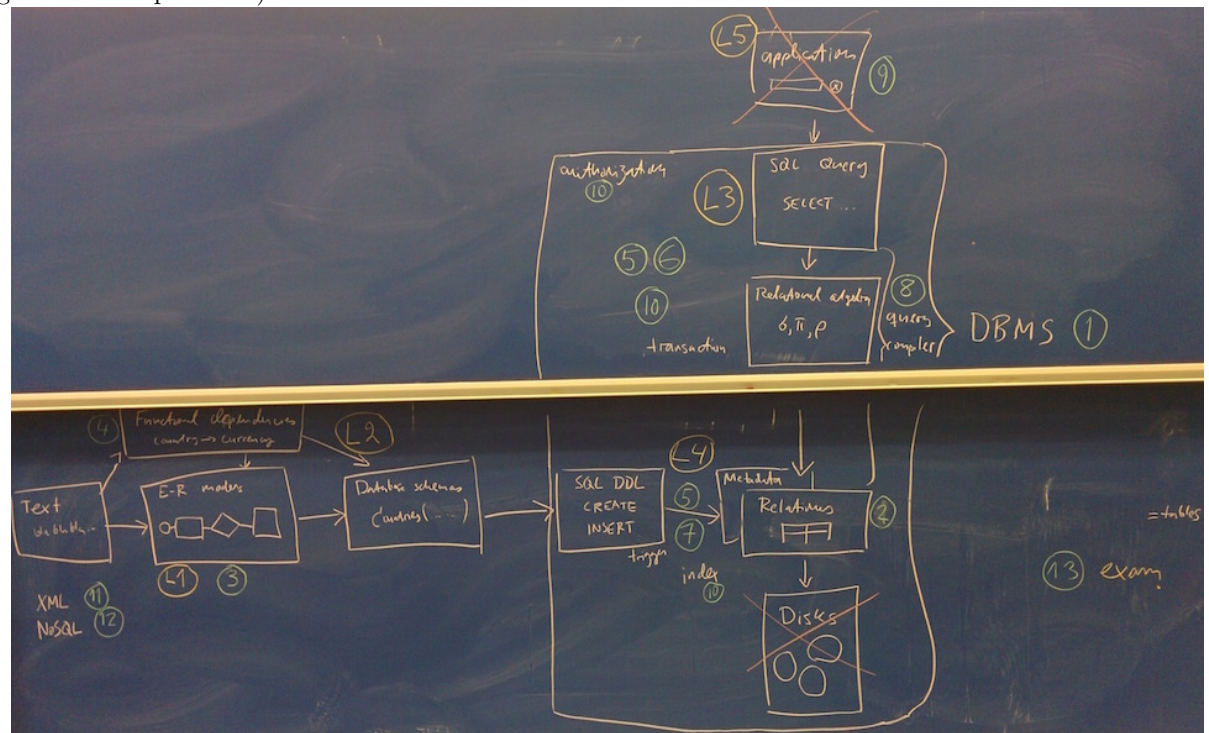 L5
applications
9
SQL Query
SELECT ...
L3
authorization
10
5 6
10
transaction
Relational algebra
σ, π, ρ
8
query
compiler
DBMS 1
4
Functional dependencies
country → currency
L2
Text
E-R models
Database schemas
Countries(....)
L1 3
XML 11
NoSQL 12
SQL DDL
CREATE
INSERT
trigger
L4
5
7
index
10
Metadata
Relations
2
= tables
Disks
13 exam